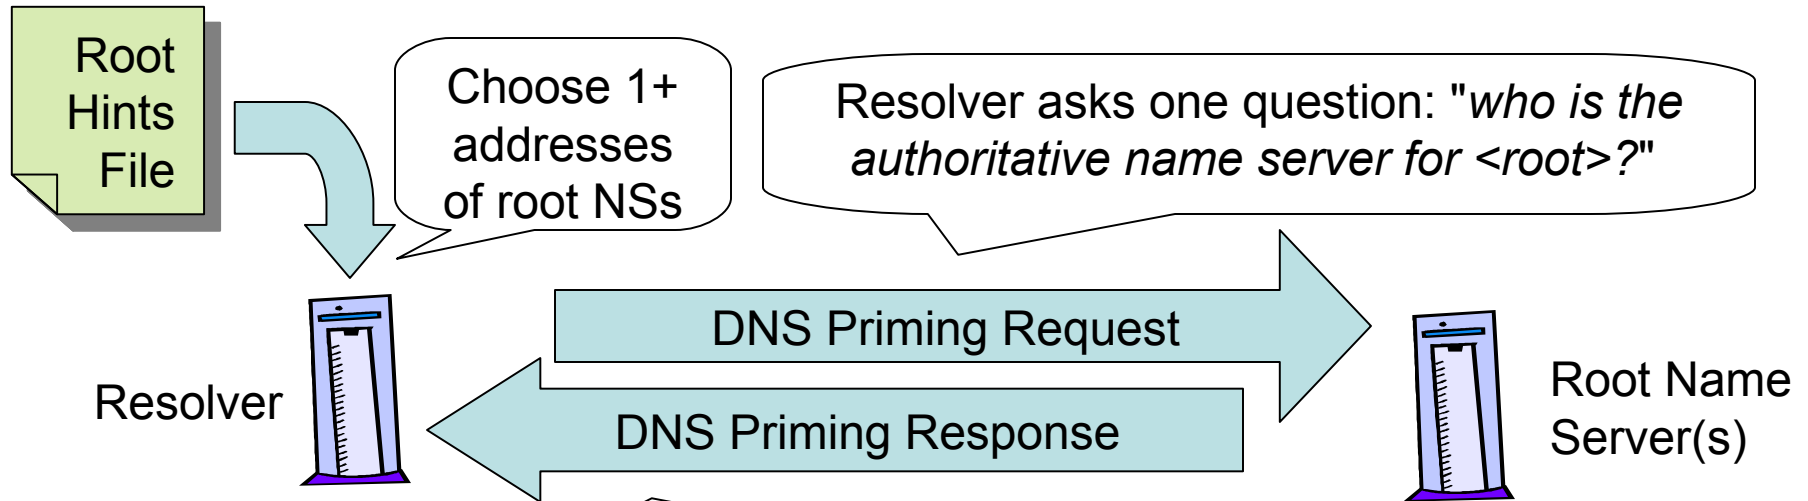 Root
Hints
File
Choose 1+
addresses
of root NSs
Resolver asks one question: "who is the
authoritative name server for <root>?"
DNS Priming Request
Resolver
DNS Priming Response
Root Name
Server(s)